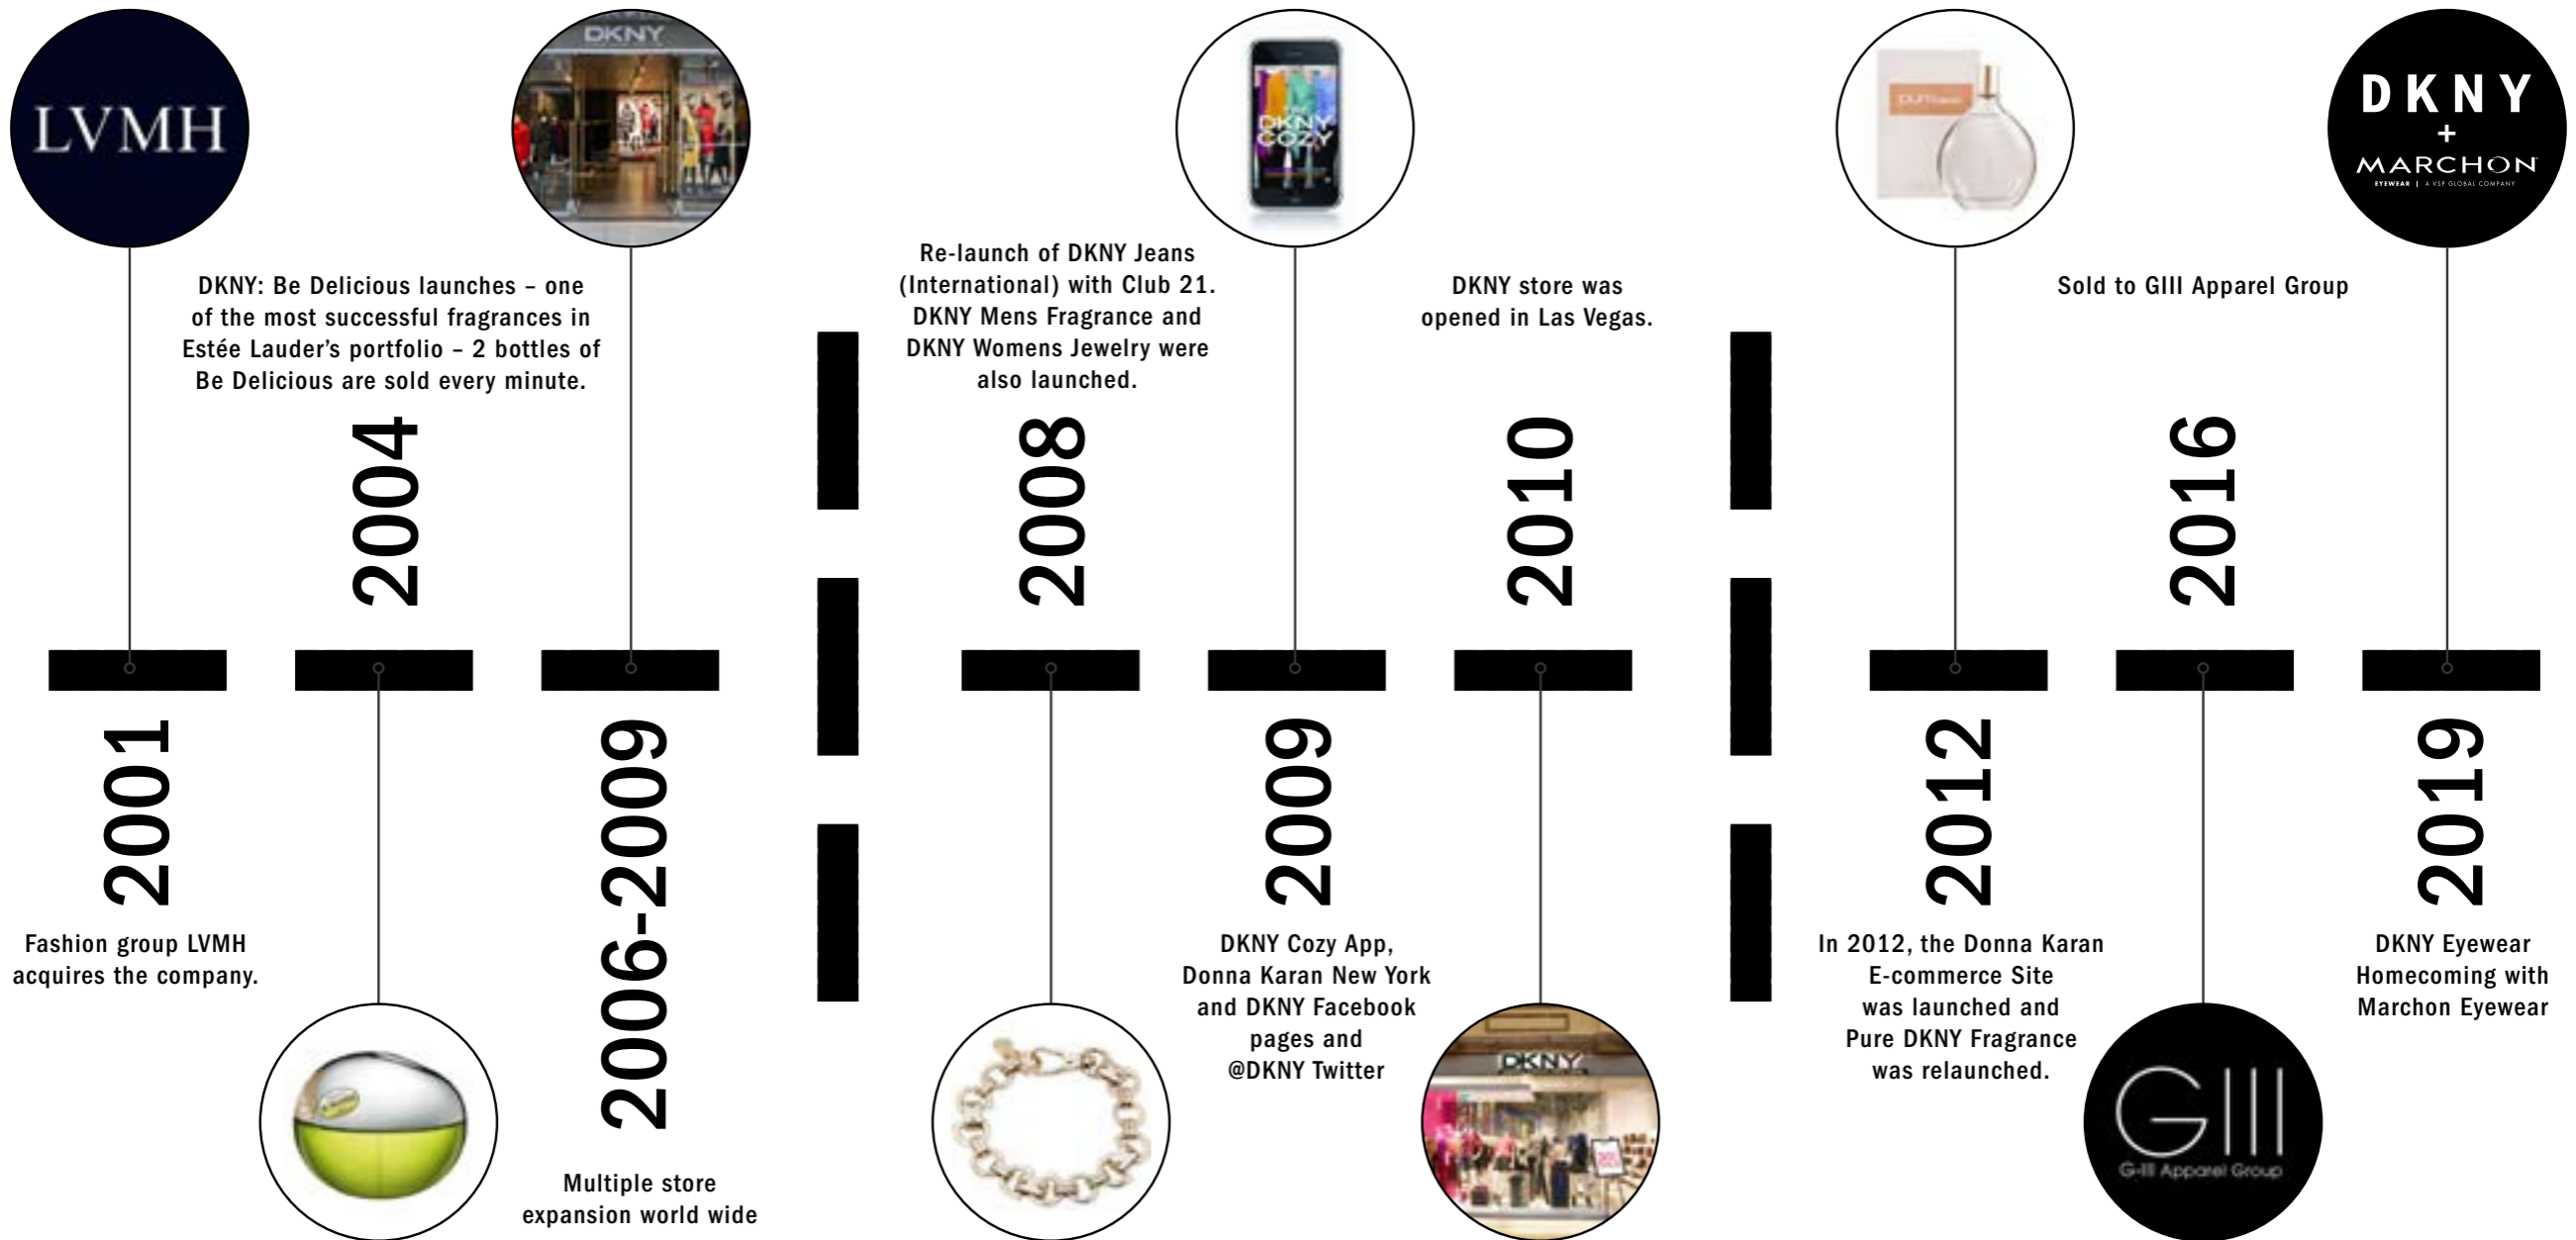 LVMH
2001
Fashion group LVMH
acquires the company.
DKNY: Be Delicious launches – one
of the most successful fragrances in
Estée Lauder’s portfolio – 2 bottles of
Be Delicious are sold every minute.
2004
DKNY
2006-2009
Multiple store
expansion world wide
Re-launch of DKNY Jeans
(International) with Club 21.
DKNY Mens Fragrance and
DKNY Womens Jewelry were
also launched.
2008
DKNY
COZY
2009
DKNY Cozy App,
Donna Karan New York
and DKNY Facebook
pages and
@DKNY Twitter
DKNY store was
opened in Las Vegas.
2010
DKNY
2012
In 2012, the Donna Karan
E-commerce Site
was launched and
Pure DKNY Fragrance
was relaunched.
Sold to GIII Apparel Group
2016
GIII
G-III Apparel Group
DKNY
+
MARCHON
EYEWEAR | A VSP GLOBAL COMPANY
2019
DKNY Eyewear
Homecoming with
Marchon Eyewear